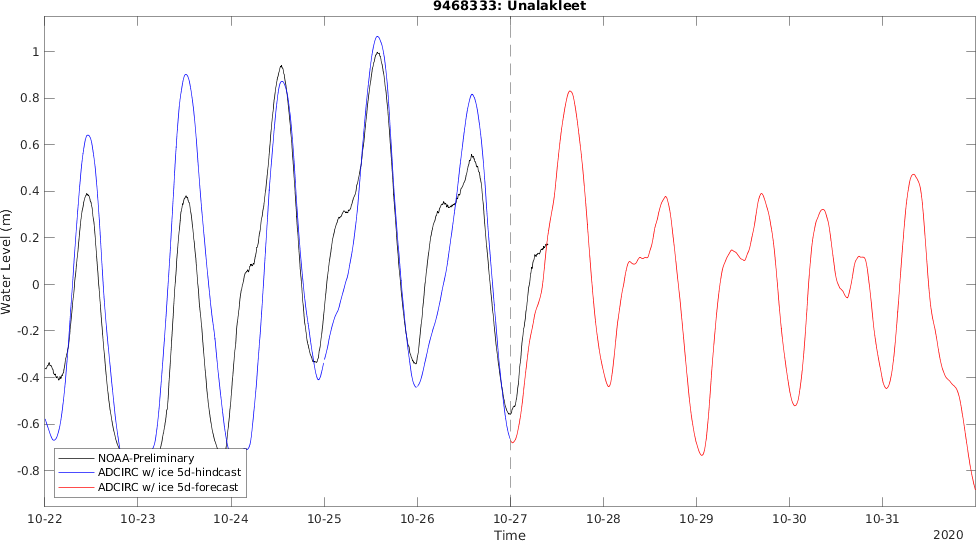 9468333: Unalakleet
Water Level (m)
1
0.8
0.6
0.4
0.2
0
-0.2
-0.4
-0.6
-0.8
NOAA-Preliminary
ADCIRC w/ ice 5d-hindcast
ADCIRC w/ ice 5d-forecast
10-22 10-23 10-24 10-25 10-26 10-27 10-28 10-29 10-30 10-31
Time
2020